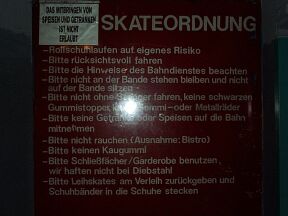 DAS MITBRINGEN VON
SPEISEN UND GETRÄNKEN
IST NICHT
ERLAUBT
SKATEORDNUNG
-Rollschuhlaufen auf eigenes Risiko
-Bitte rücksichtsvoll fahren
-Bitte die Hinweise des Bahndienstes beachten
-Bitte nicht an der Bande stehen bleiben und nicht
auf der Bande sitzen
-Bitte nicht ohne fahren, keine schwarzen
Gummistopper, keine oder Metallräder
-Bitte keine Getränke oder Speisen auf die Bahn
mitnehmen
-Bitte nicht rauchen (Ausnahme: Bistro)
-Bitte keinen Kaugummi
-Bitte Schließfächer/Garderobe benutzen,
wir haften nicht bei Diebstahl
-Bitte Leihskates am Verleih zurückgeben und
Schuhbänder in die Schuhe stecken